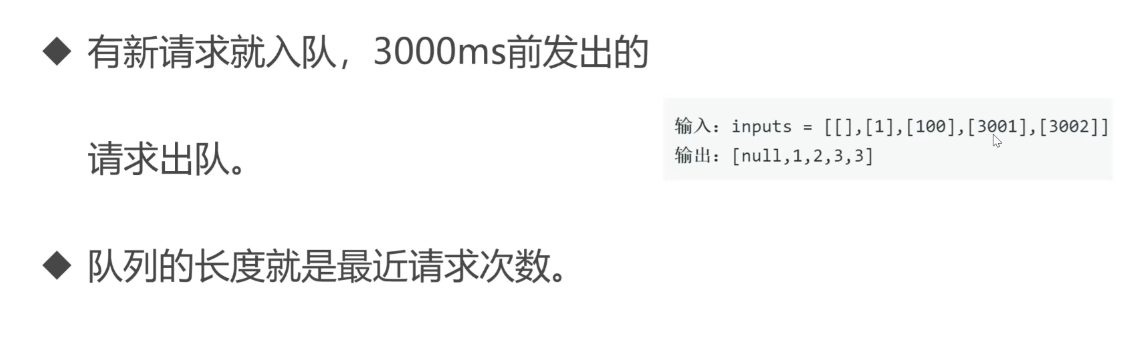 ◆ 有新请求就入队，3000ms前发出的
请求出队。
输入：inputs = [[],[1],[100],[3001],[3002]]
输出：[null,1,2,3,3]
◆ 队列的长度就是最近请求次数。